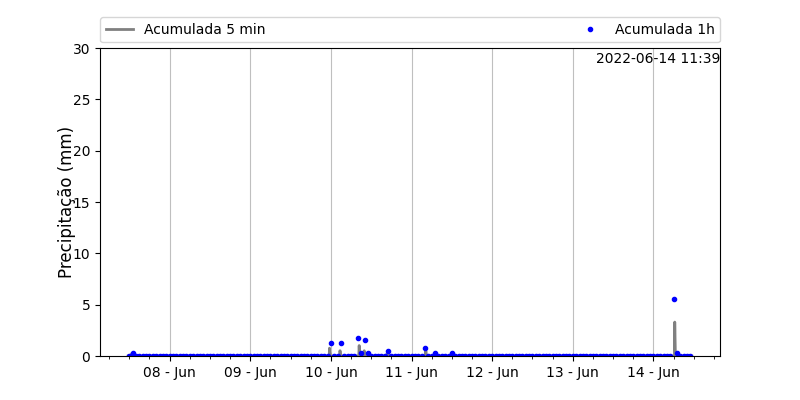 Acumulada 5 min
Acumulada 1h
2022-06-14 11:39
Precipitação (mm)
30
25
20
15
10
5
0
08 - Jun
09 - Jun
10 - Jun
11 - Jun
12 - Jun
13 - Jun
14 - Jun